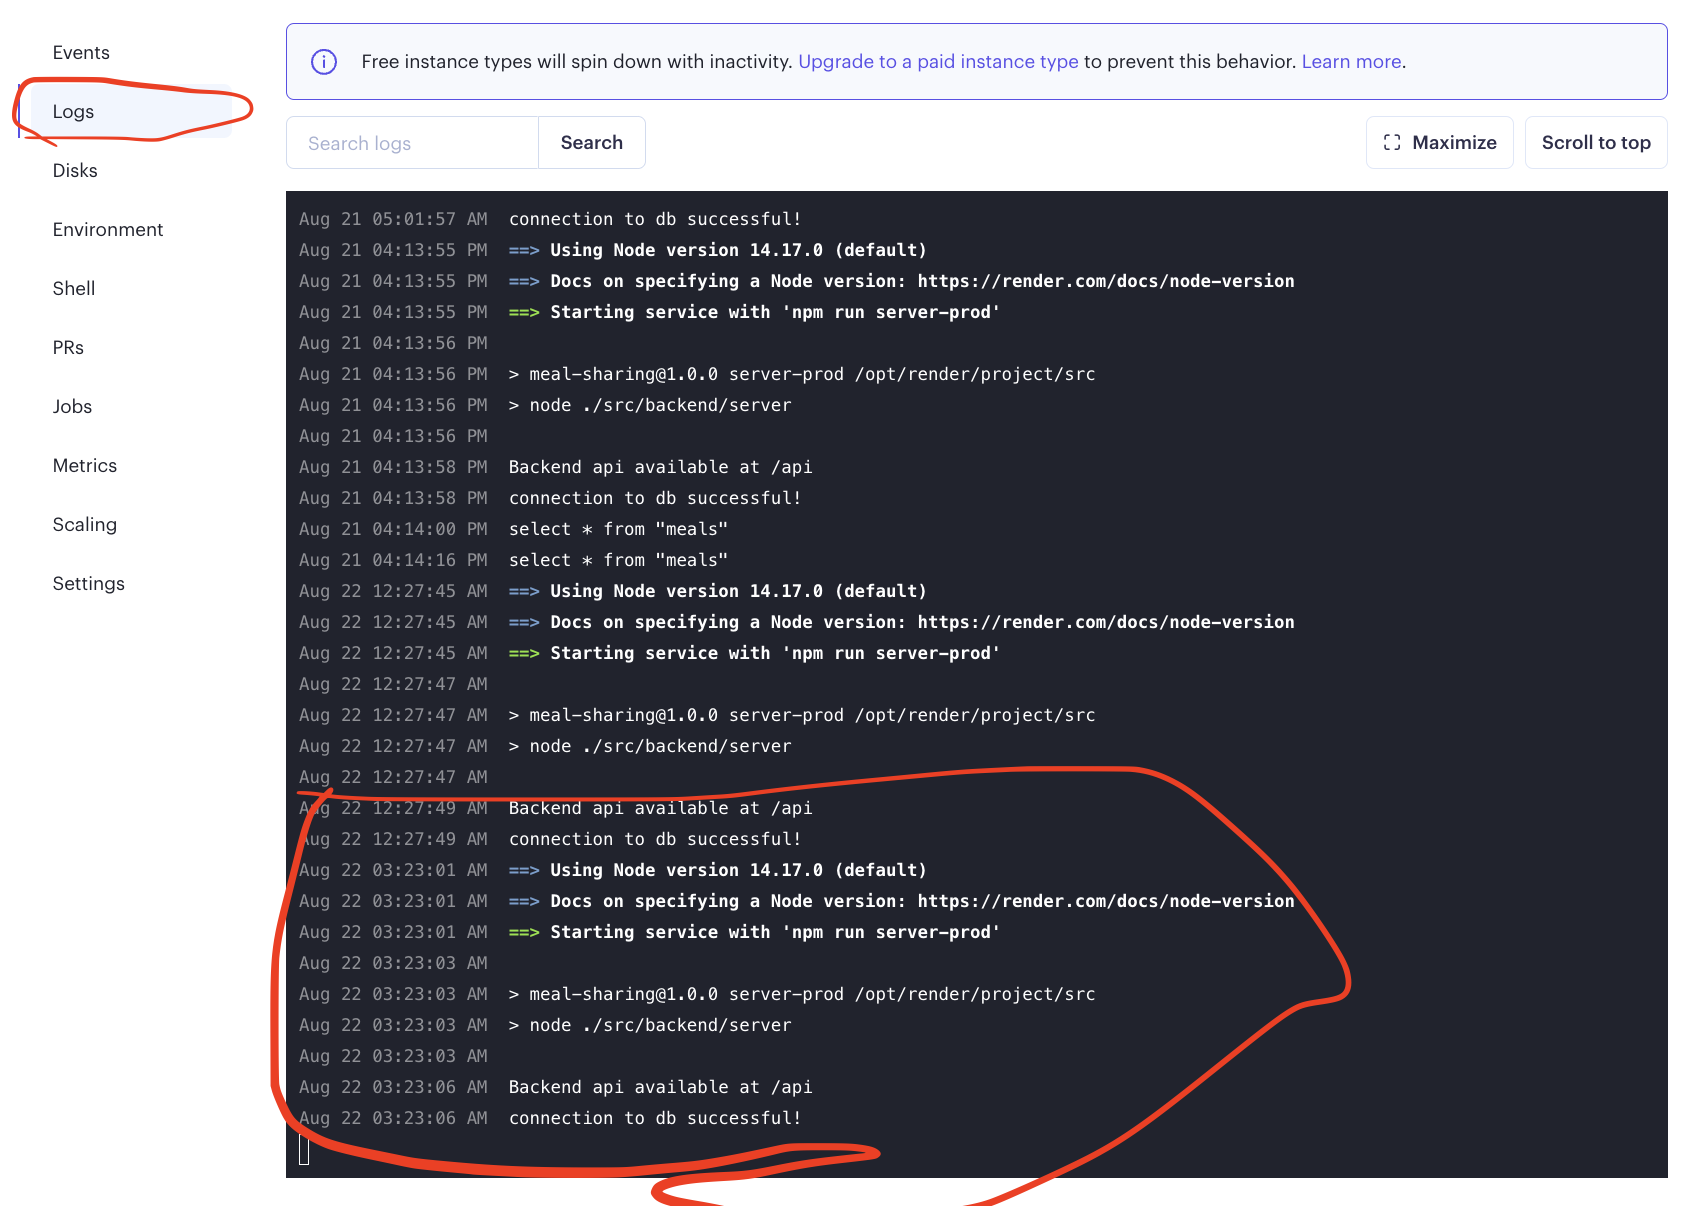 Events
Logs
Disks
Environment
Shell
PRs
Jobs
Metrics
Scaling
Settings
Free instance types will spin down with inactivity. Upgrade to a paid instance type to prevent this behavior. Learn more.
Search logs Search Maximize Scroll to top
Aug 21 05:01:57 AM connection to db successful!
Aug 21 04:13:55 PM ==> Using Node version 14.17.0 (default)
Aug 21 04:13:55 PM ==> Docs on specifying a Node version: https://render.com/docs/node-version
Aug 21 04:13:55 PM ==> Starting service with 'npm run server-prod'
Aug 21 04:13:56 PM
Aug 21 04:13:56 PM > meal-sharing@1.0.0 server-prod /opt/render/project/src
Aug 21 04:13:56 PM > node ./src/backend/server
Aug 21 04:13:56 PM
Aug 21 04:13:58 PM Backend api available at /api
Aug 21 04:13:58 PM connection to db successful!
Aug 21 04:14:00 PM select * from "meals"
Aug 21 04:14:16 PM select * from "meals"
Aug 22 12:27:45 AM ==> Using Node version 14.17.0 (default)
Aug 22 12:27:45 AM ==> Docs on specifying a Node version: https://render.com/docs/node-version
Aug 22 12:27:45 AM ==> Starting service with 'npm run server-prod'
Aug 22 12:27:47 AM
Aug 22 12:27:47 AM > meal-sharing@1.0.0 server-prod /opt/render/project/src
Aug 22 12:27:47 AM > node ./src/backend/server
Aug 22 12:27:47 AM
Aug 22 12:27:49 AM Backend api available at /api
Aug 22 12:27:49 AM connection to db successful!
Aug 22 03:23:01 AM ==> Using Node version 14.17.0 (default)
Aug 22 03:23:01 AM ==> Docs on specifying a Node version: https://render.com/docs/node-version
Aug 22 03:23:01 AM ==> Starting service with 'npm run server-prod'
Aug 22 03:23:03 AM
Aug 22 03:23:03 AM > meal-sharing@1.0.0 server-prod /opt/render/project/src
Aug 22 03:23:03 AM > node ./src/backend/server
Aug 22 03:23:03 AM
Aug 22 03:23:06 AM Backend api available at /api
Aug 22 03:23:06 AM connection to db successful!